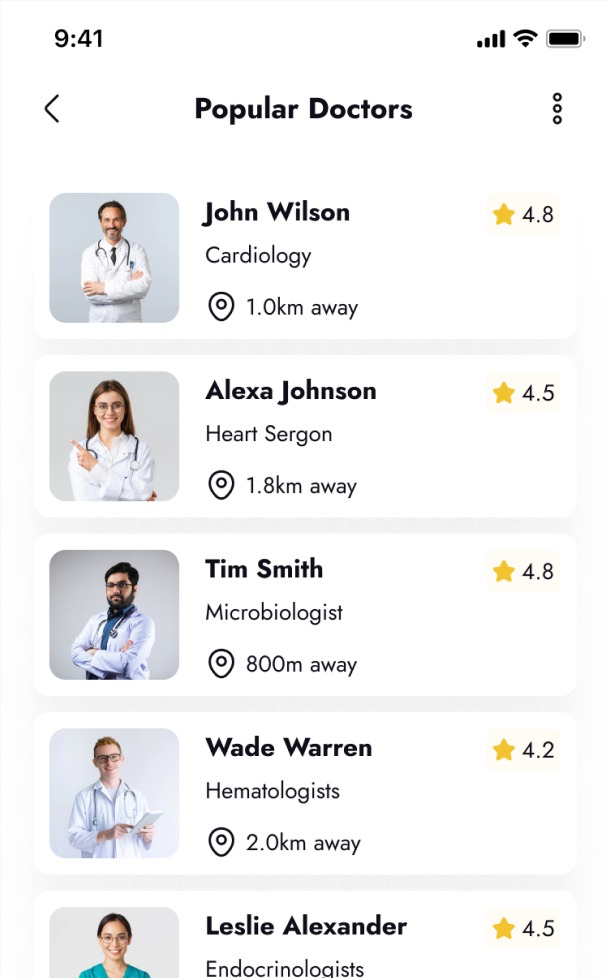 9:41
Popular Doctors
John Wilson
4.8
Cardiology
1.0km away
Alexa Johnson
4.5
Heart Sergon
1.8km away
Tim Smith
4.8
Microbiologist
800m away
Wade Warren
4.2
Hematologists
2.0km away
Leslie Alexander
4.5
Endocrinologists